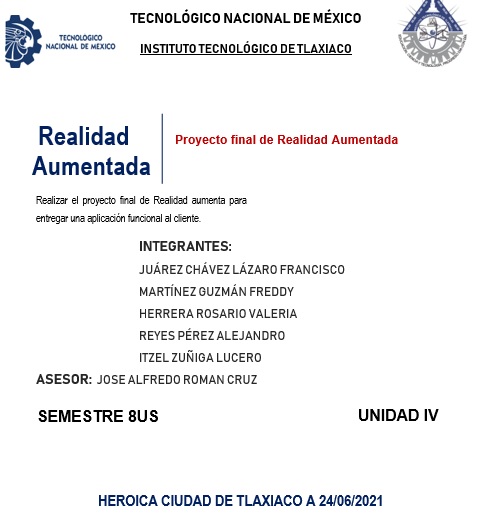 TECNOLÓGICO NACIONAL DE MÉXICO
TECNOLÓGICO
NACIONAL DE MÉXICO
INSTITUTO TECNOLÓGICO DE TLAXIACO
Realidad
Aumentada
Proyecto final de Realidad Aumentada
Realizar el proyecto final de Realidad aumenta para
entregar una aplicación funcional al cliente.
INTEGRANTES:
JUÁREZ CHÁVEZ LÁZARO FRANCISCO
MARTÍNEZ GUZMÁN FREDDY
HERRERA ROSARIO VALERIA
REYES PÉREZ ALEJANDRO
ITZEL ZUÑIGA LUCERO
ASESOR: JOSE ALFREDO ROMAN CRUZ
SEMESTRE 8US UNIDAD IV
HEROICA CIUDAD DE TLAXIACO A 24/06/2021